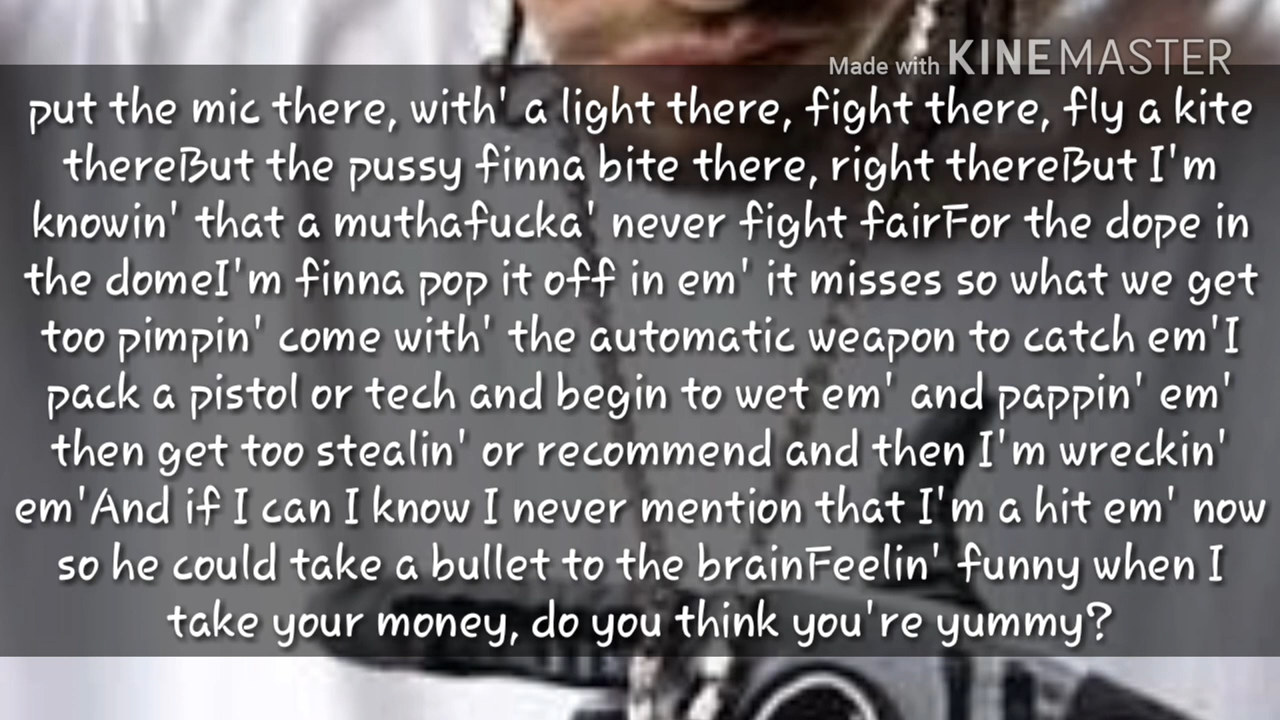 Made with KINEMASTER
put the mic there, with' a light there, fight there, fly a kite
thereBut the pussy finna bite there, right thereBut I'm
knowin' that a muthafucka' never fight fairFor the dope in
the domeI'm finna pop it off in em' it misses so what we get
too pimpin' come with' the automatic weapon to catch em'I
pack a pistol or tech and begin to wet em' and pappin' em'
then get too stealin' or recommend and then I'm wreckin'
em'And if I can I know I never mention that I'm a hit em' now
so he could take a bullet to the brainFeelin' funny when I
take your money, do you think you're yummy?